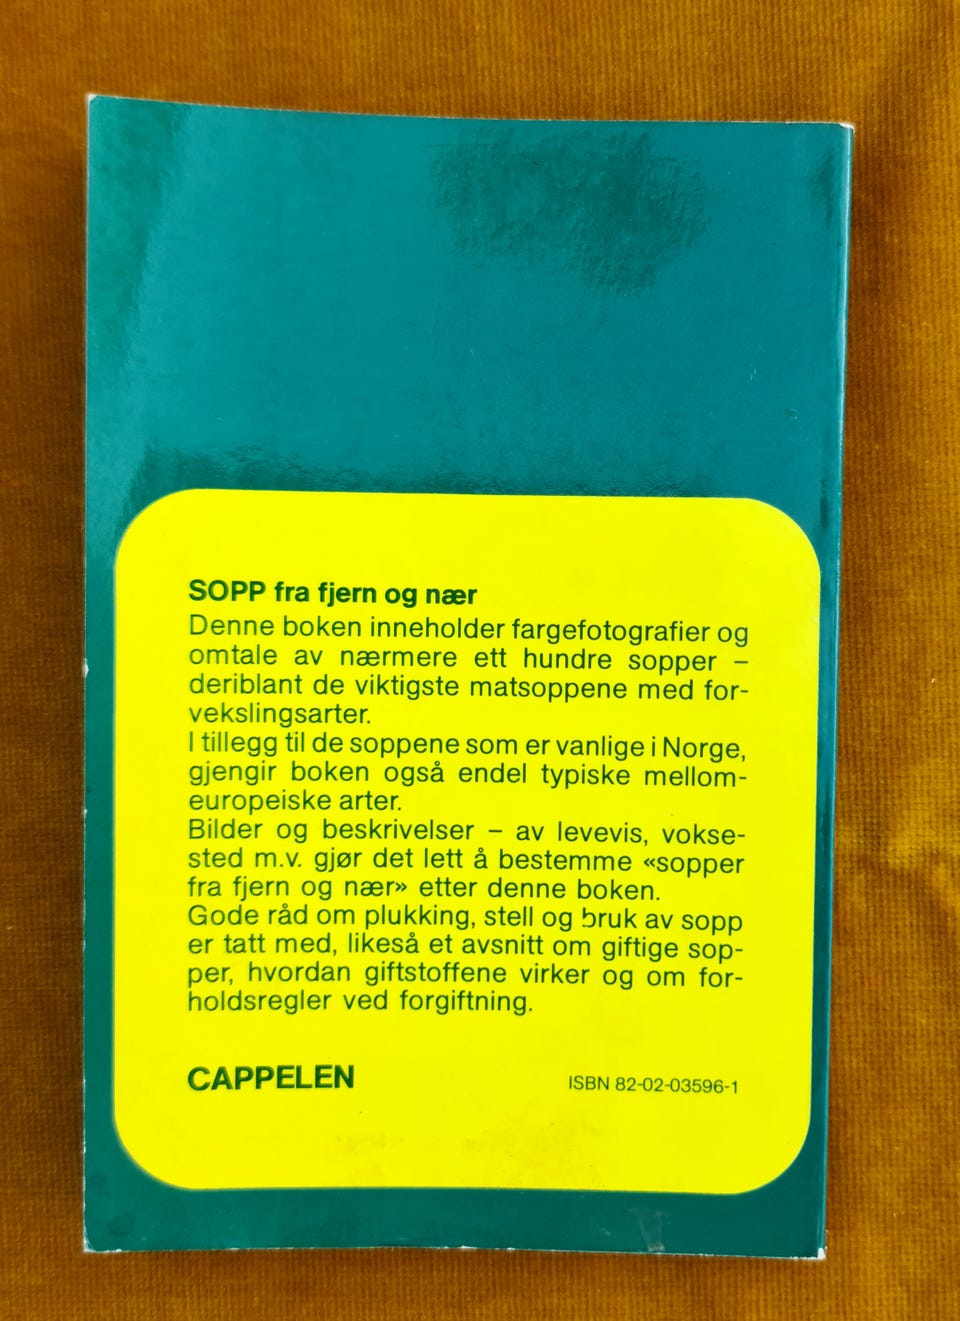 SOPP fra fjern og nær
Denne boken inneholder fargefotografier og
omtale av nærmere ett hundre sopper –
deriblant de viktigste matsoppene med for-
vekslingsarter.
I tillegg til de soppene som er vanlige i Norge,
gjengir boken også endel typiske mellom-
europeiske arter.
Bilder og beskrivelser – av levevis, vokse-
sted m.v. gjør det lett å bestemme «sopper
fra fjern og nær» etter denne boken.
Gode råd om plukking, stell og bruk av sopp
er tatt med, likeså et avsnitt om giftige sop-
per, hvordan giftstoffene virker og om for-
holdsregler ved forgiftning.
CAPPELEN
ISBN 82-02-03596-1